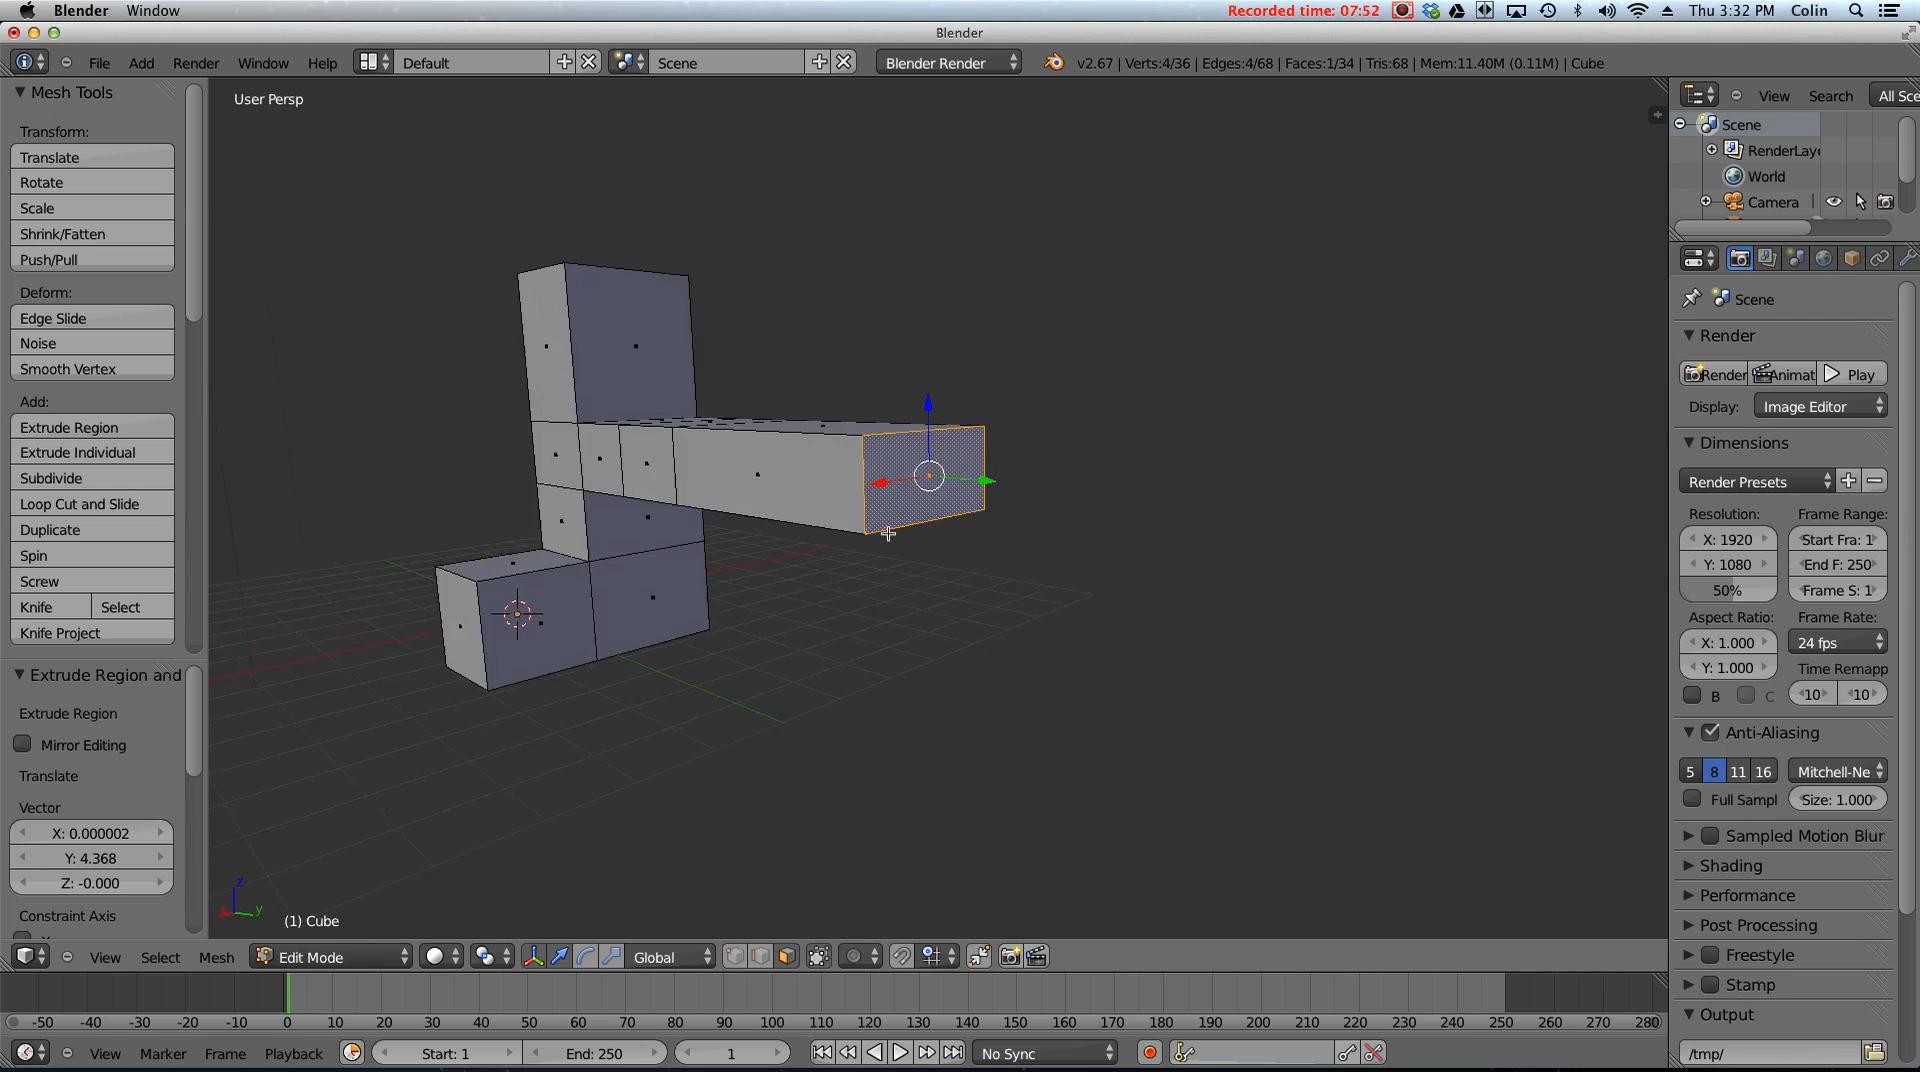 Blender Window Recorded time: 07:52 Thu 3:32 PM Colin
Blender
File Add Render Window Help Default Scene Blender Render v2.67 | Verts:4/36 | Edges:4/68 | Faces:1/34 | Tris:68 | Mem:11.40M (0.11M) | Cube
Mesh Tools
Transform:
Translate
Rotate
Scale
Shrink/Fatten
Push/Pull
Deform:
Edge Slide
Noise
Smooth Vertex
Add:
Extrude Region
Extrude Individual
Subdivide
Loop Cut and Slide
Duplicate
Spin
Screw
Knife Select
Knife Project
Extrude Region and
Extrude Region
Mirror Editing
Translate
Vector
X: 0.000002
Y: 4.368
Z: -0.000
Constraint Axis
User Persp
z
y
(1) Cube
View Select Mesh Edit Mode Global
-50 -40 -30 -20 -10 0 10 20 30 40 50 60 70 80 90 100 110 120 130 140 150 160 170 180 190 200 210 220 230 240 250 260 270 280
View Marker Frame Playback Start: 1 End: 250 1 No Sync
View Search All Sce
Scene
RenderLay
World
Camera
Scene
Render
Render Animat Play
Display: Image Editor
Dimensions
Render Presets
Resolution: Frame Range:
X: 1920 Start Fra: 1
Y: 1080 End F: 250
50% Frame S: 1
Aspect Ratio: Frame Rate:
X: 1.000 24 fps
Y: 1.000 Time Remapp
B C 10 10
Anti-Aliasing
5 8 11 16 Mitchell-Ne
Full Sampl Size: 1.000
Sampled Motion Blur
Shading
Performance
Post Processing
Freestyle
Stamp
Output
/tmp/